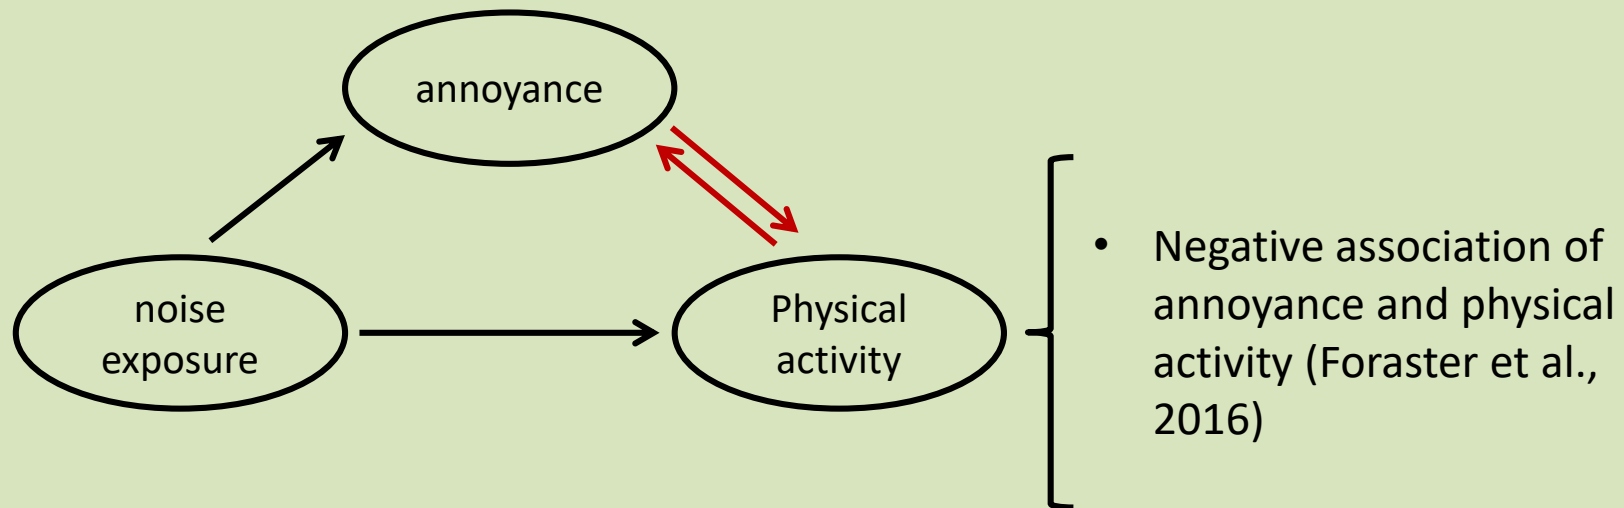 annoyance
noise
exposure
Physical
activity
• Negative association of
annoyance and physical
activity (Foraster et al.,
2016)